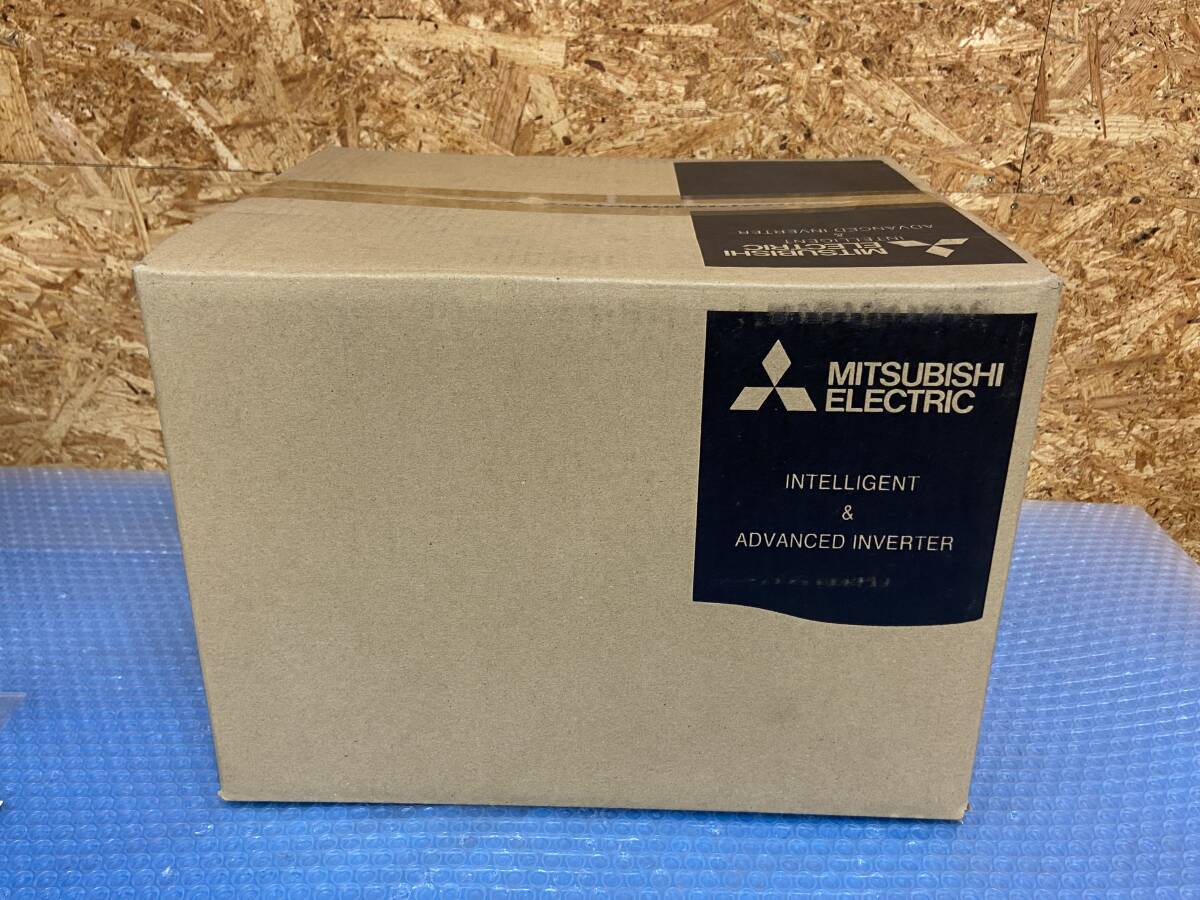 MITSUBISHI
ELECTRIC
INTELLIGENT
&
ADVANCED INVERTER
MITSUBISHI
ELECTRIC
INTELLIGENT
&
ADVANCED INVERTER